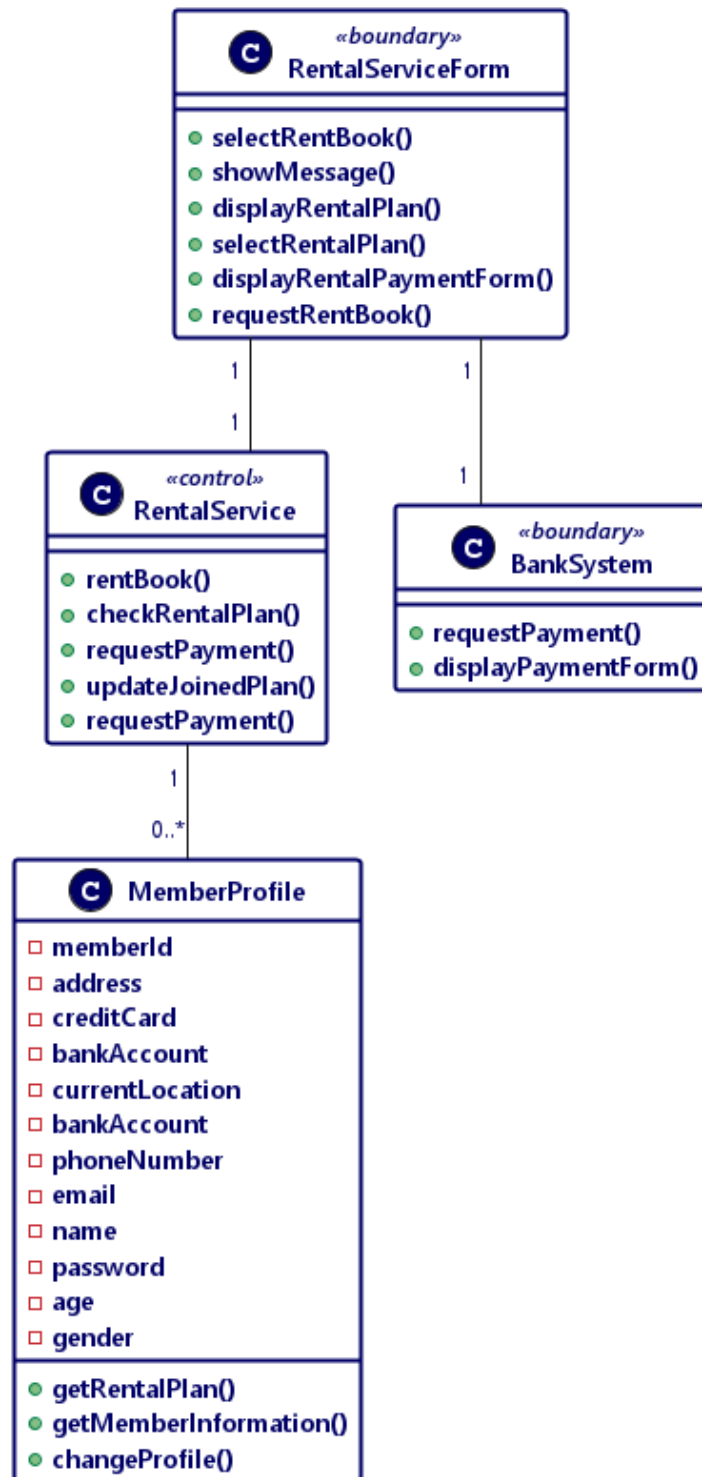 «boundary»
C RentalServiceForm
selectRentBook()
showMessage()
displayRentalPlan()
selectRentalPlan()
displayRentalPaymentForm()
requestRentBook()
1 1
1
1
«control»
C RentalService
rentBook()
checkRentalPlan()
requestPayment()
updateJoinedPlan()
requestPayment()
«boundary»
C BankSystem
requestPayment()
displayPaymentForm()
1
0..*
C MemberProfile
memberId
address
creditCard
bankAccount
currentLocation
bankAccount
phoneNumber
email
name
password
age
gender
getRentalPlan()
getMemberInformation()
changeProfile()